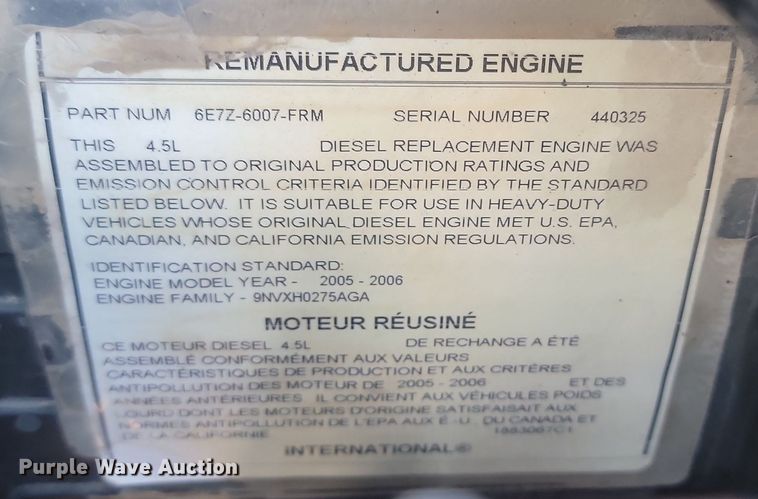 REMANUFACTURED ENGINE
PART NUM 6E7Z-6007-FRM SERIAL NUMBER 440325
THIS 4.5L DIESEL REPLACEMENT ENGINE WAS
ASSEMBLED TO ORIGINAL PRODUCTION RATINGS AND
EMISSION CONTROL CRITERIA IDENTIFIED BY THE STANDARD
LISTED BELOW. IT IS SUITABLE FOR USE IN HEAVY-DUTY
VEHICLES WHOSE ORIGINAL DIESEL ENGINE MET U.S. EPA,
CANADIAN, AND CALIFORNIA EMISSION REGULATIONS.
IDENTIFICATION STANDARD:
ENGINE MODEL YEAR - 2005 - 2006
ENGINE FAMILY - 9NVXH0275AGA
MOTEUR RÉUSINÉ
CE MOTEUR DIESEL 4.5L DE RECHANGE A ÉTÉ
ASSEMBLÉ CONFORMÉMENT AUX VALEURS
CARACTÉRISTIQUES DE PRODUCTION ET AUX CRITÉRES
ANTIPOLLUTION DES MOTEUR DE 2005 - 2006 ET DES
ANNÉES ANTÉRIEURES. IL CONVIENT AUX VÉHICULES POIDS
LOURD DONT LES MOTEURS D'ORIGINE SATISFAISAIT AUX
NORMES ANTIPOLLUTION DE L'EPA AUX É.-U., DU CANADA ET
DE LA CALIFORNIE. 1883067C1
INTERNATIONAL®
Purple Wave Auction